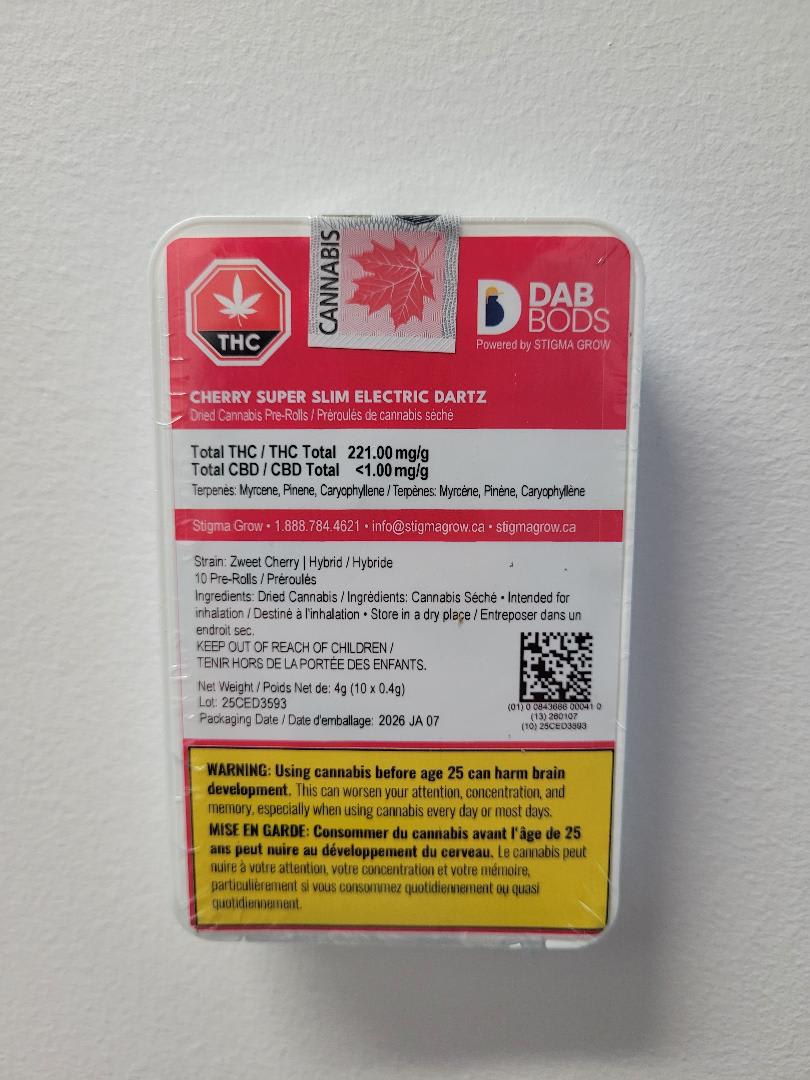 CANNABIS
THC
DAB
BODS
Powered by STIGMA GROW
CHERRY SUPER SLIM ELECTRIC DARTZ
Dried Cannabis Pre-Rolls / Préroulés de cannabis séché
Total THC / THC Total 221.00 mg/g
Total CBD / CBD Total <1.00 mg/g
Terpenes: Myrcene, Pinene, Caryophyllene / Terpènes: Myrcène, Pinène, Caryophyllène
Stigma Grow • 1.888.784.4621 • info@stigmagrow.ca • stigmagrow.ca
Strain: Zweet Cherry | Hybrid / Hybride
10 Pre-Rolls / Préroulés
Ingredients: Dried Cannabis / Ingrédients: Cannabis Séché • Intended for
inhalation / Destiné à l'inhalation • Store in a dry place / Entreposer dans un
endroit sec.
KEEP OUT OF REACH OF CHILDREN /
TENIR HORS DE LA PORTÉE DES ENFANTS.
Net Weight / Poids Net de: 4g (10 x 0.4g)
Lot: 25CED3593
Packaging Date / Date d'emballage: 2026 JA 07
(01) 0 0843686 00041 0
(13) 260107
(10) 25CED3593
WARNING: Using cannabis before age 25 can harm brain
development. This can worsen your attention, concentration, and
memory, especially when using cannabis every day or most days.
MISE EN GARDE: Consommer du cannabis avant l'âge de 25
ans peut nuire au développement du cerveau. Le cannabis peut
nuire à votre attention, votre concentration et votre mémoire,
particulièrement si vous consommez quotidiennement ou quasi
quotidiennement.